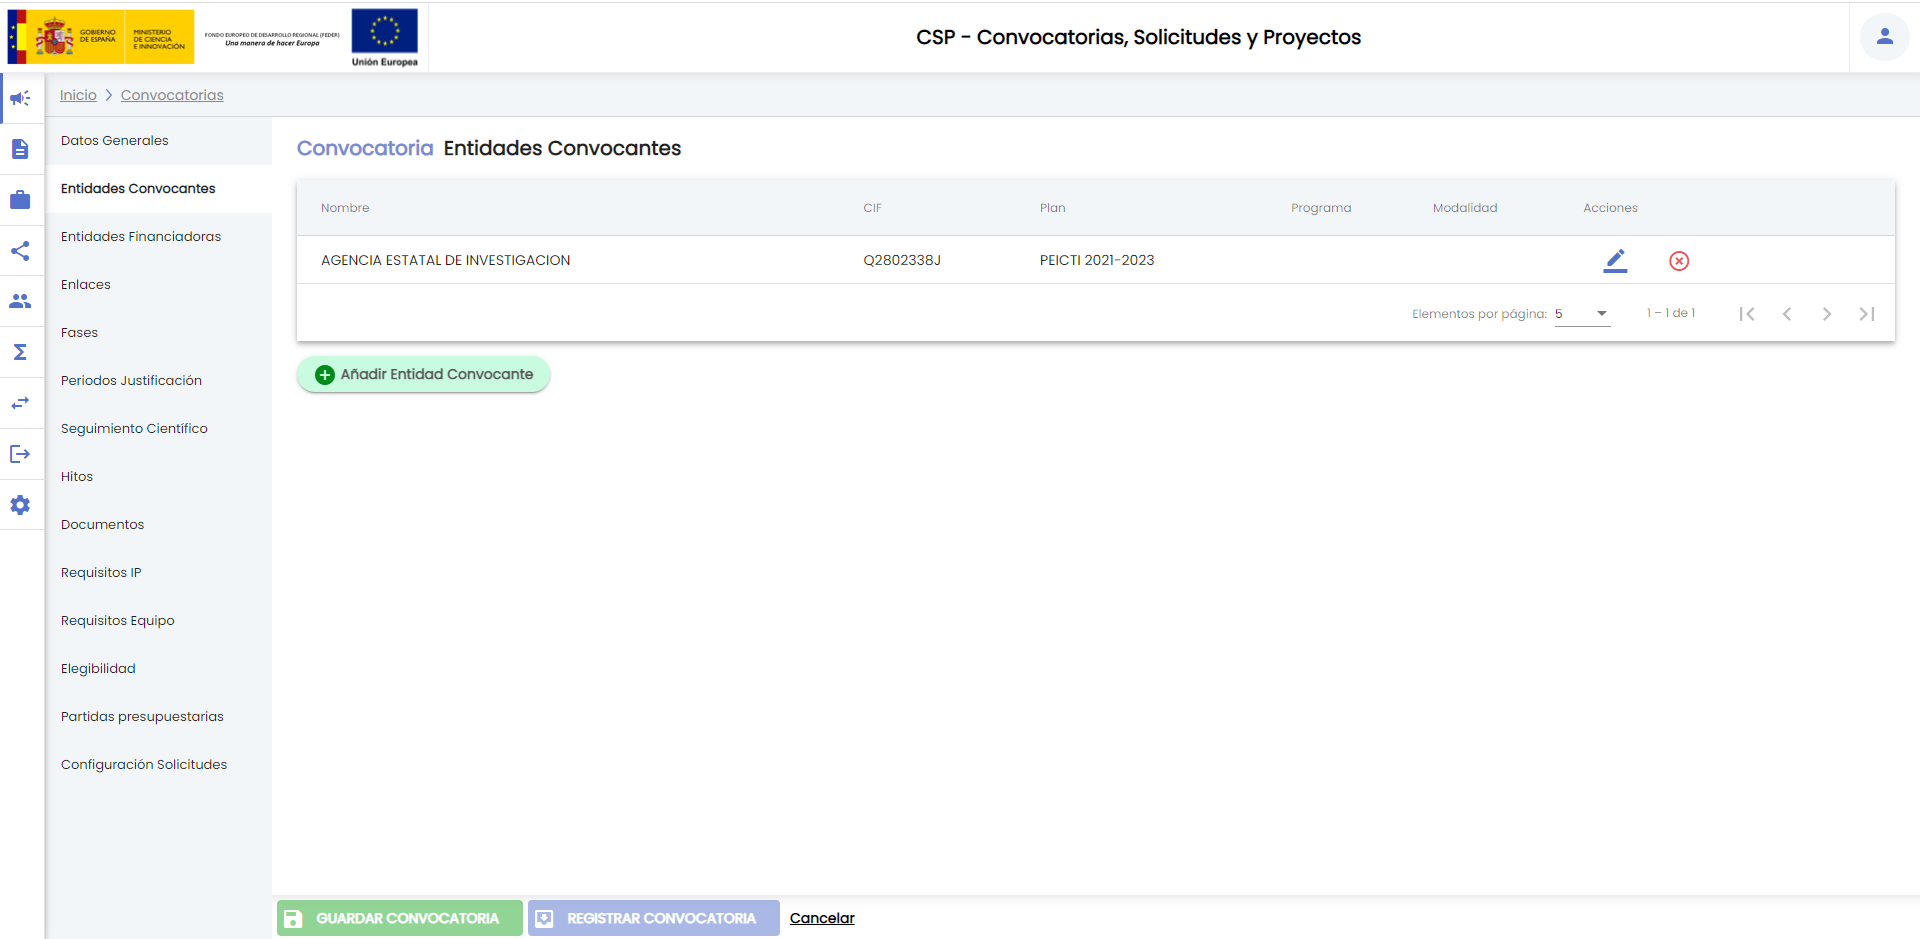 GOBIERNO
DE ESPAÑA
MINISTERIO
DE CIENCIA
E INNOVACIÓN
FONDO EUROPEO DE DESARROLLO REGIONAL (FEDER)
Una manera de hacer Europa
Unión Europea
CSP - Convocatorias, Solicitudes y Proyectos
Inicio > Convocatorias
Datos Generales
Entidades Convocantes
Entidades Financiadoras
Enlaces
Fases
Periodos Justificación
Seguimiento Científico
Hitos
Documentos
Requisitos IP
Requisitos Equipo
Elegibilidad
Partidas presupuestarias
Configuración Solicitudes
Convocatoria Entidades Convocantes
Nombre CIF Plan Programa Modalidad Acciones
AGENCIA ESTATAL DE INVESTIGACION Q2802338J PEICTI 2021-2023
Elementos por página: 5 1 – 1 de 1
Añadir Entidad Convocante
GUARDAR CONVOCATORIA REGISTRAR CONVOCATORIA Cancelar